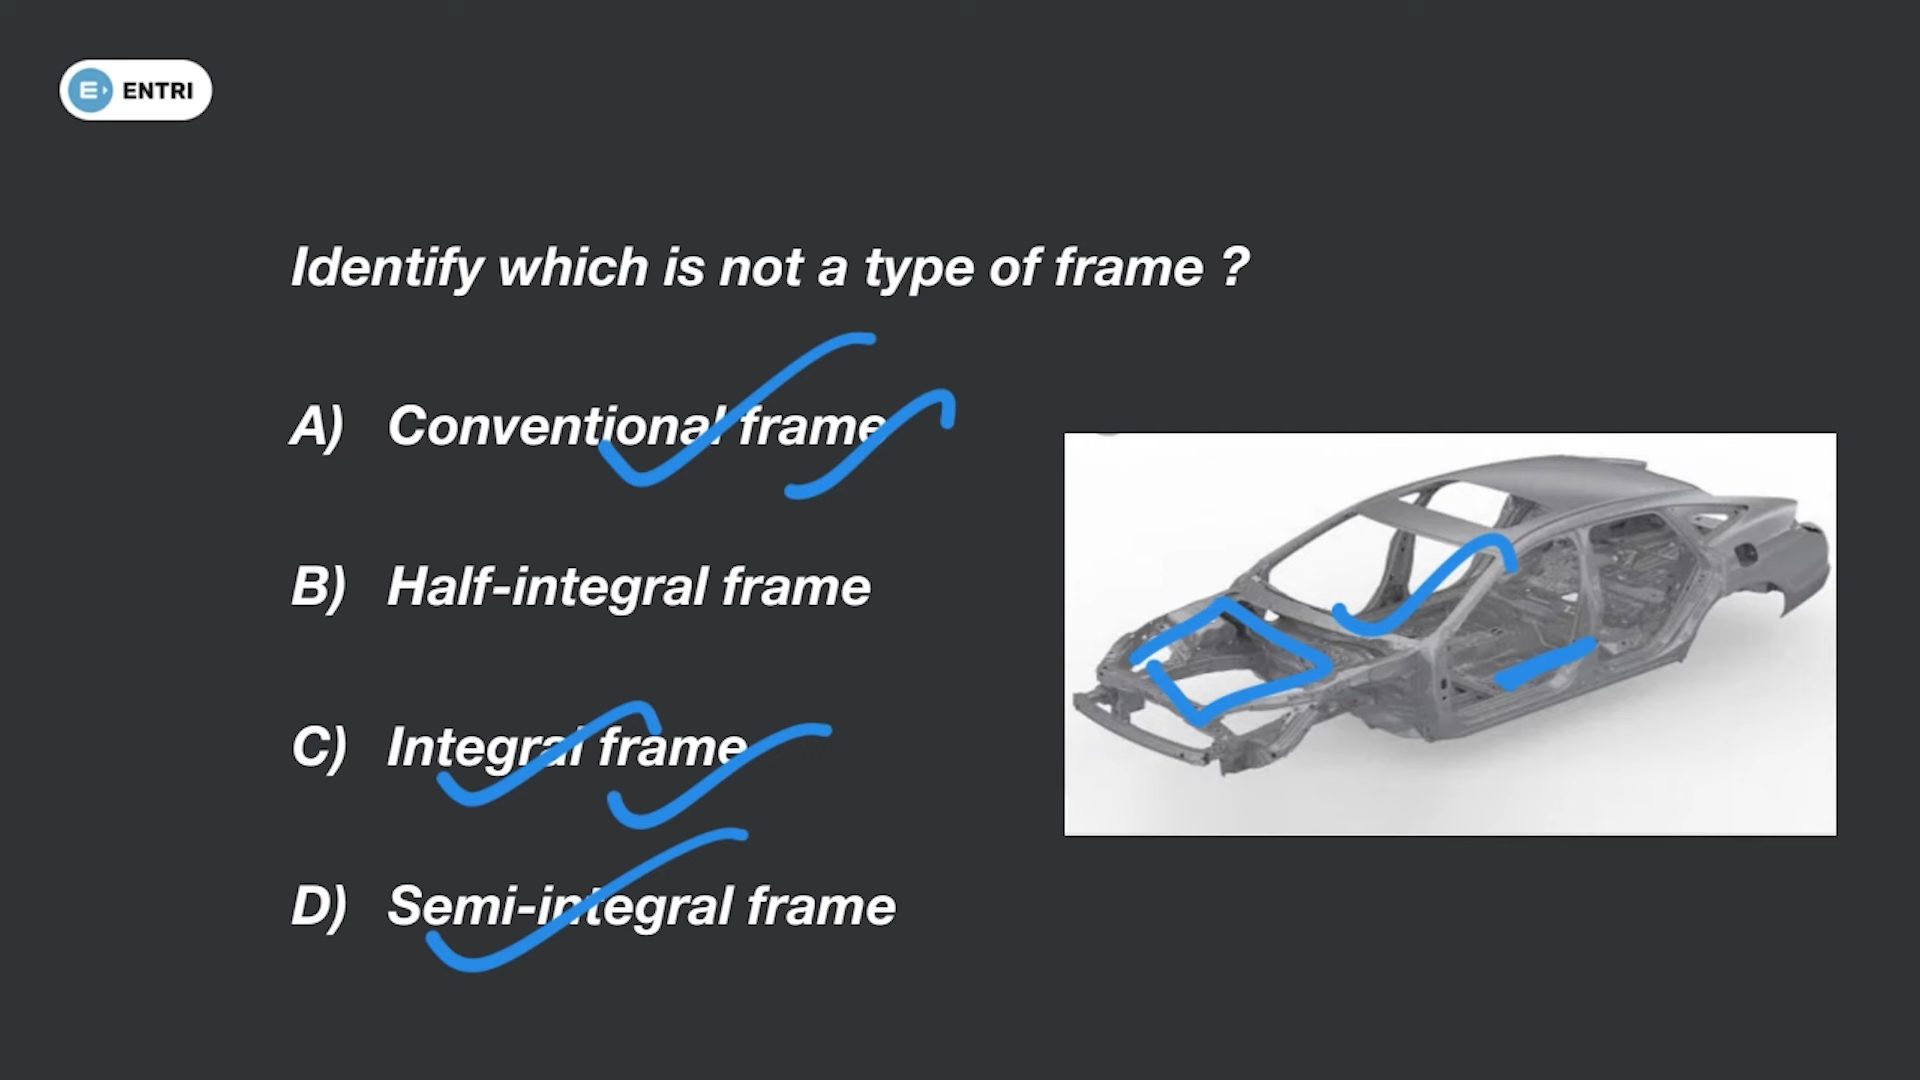 ENTRI
Identify which is not a type of frame ?
A) Conventional frame
B) Half-integral frame
C) Integral frame
D) Semi-integral frame